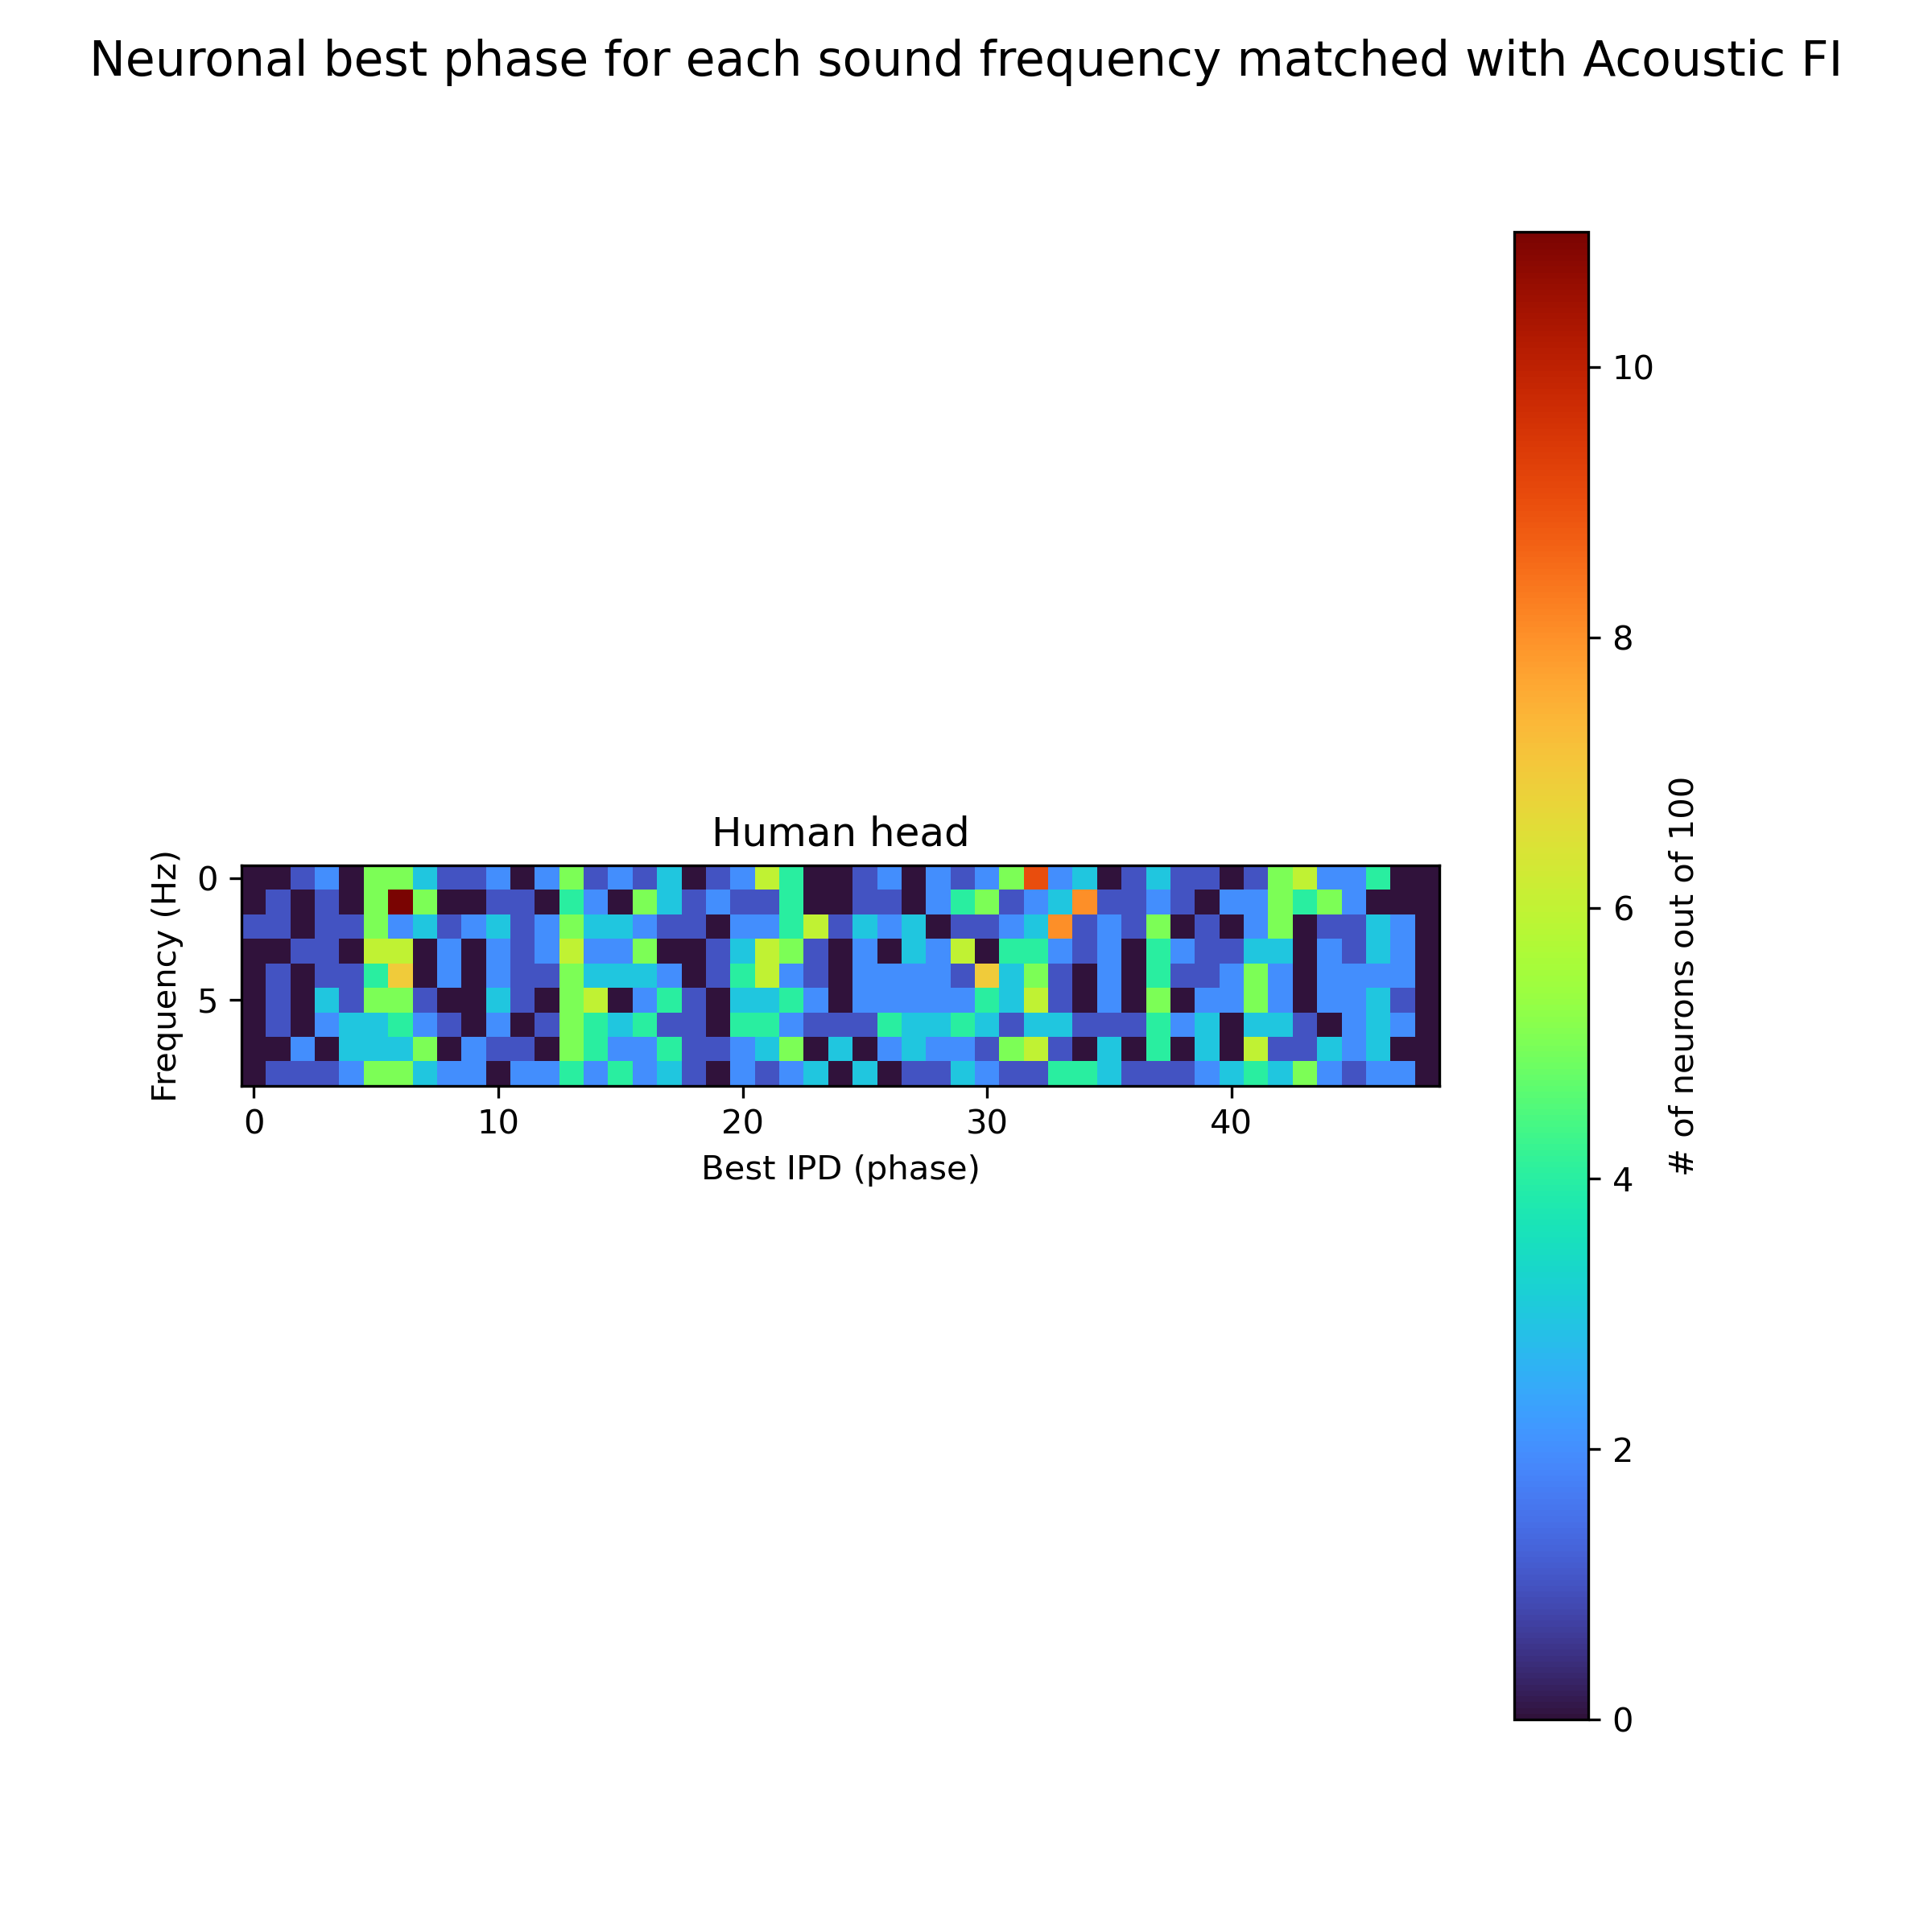 Neuronal best phase for each sound frequency matched with Acoustic FI
Human head
Frequency (Hz)
0
5
0 10 20 30 40
Best IPD (phase)
10
8
6
4
2
0
# of neurons out of 100